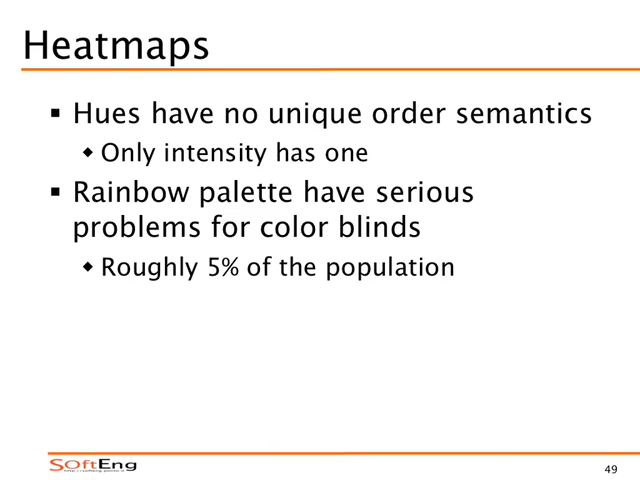 Heatmaps
▪ Hues have no unique order semantics
◆ Only intensity has one
▪ Rainbow palette have serious
problems for color blinds
◆ Roughly 5% of the population
SOftEng
49